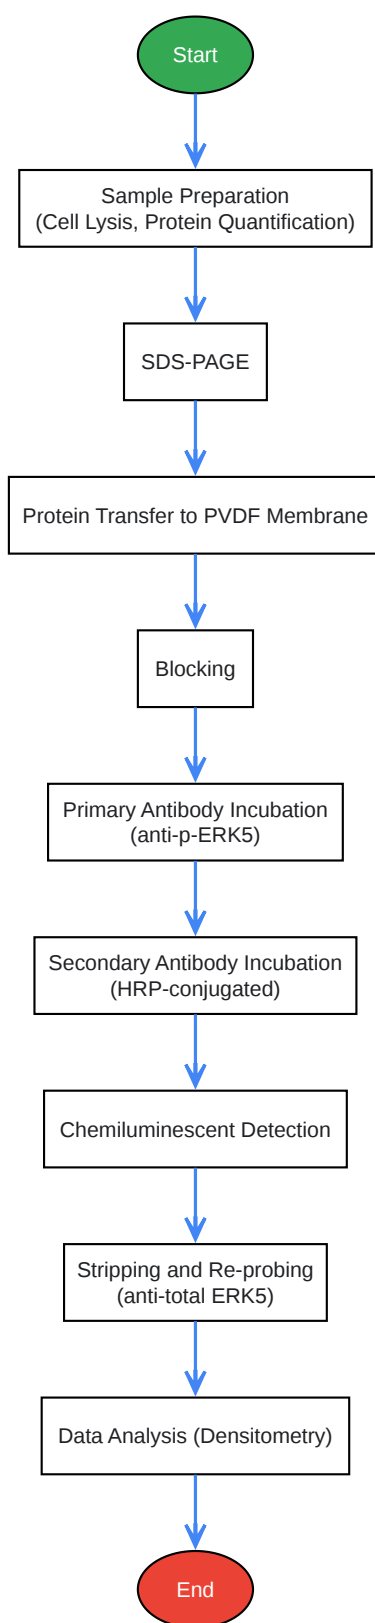 Start
Sample Preparation
(Cell Lysis, Protein Quantification)
SDS-PAGE
Protein Transfer to PVDF Membrane
Blocking
Primary Antibody Incubation
(anti-p-ERK5)
Secondary Antibody Incubation
(HRP-conjugated)
Chemiluminescent Detection
Stripping and Re-probing
(anti-total ERK5)
Data Analysis (Densitometry)
End